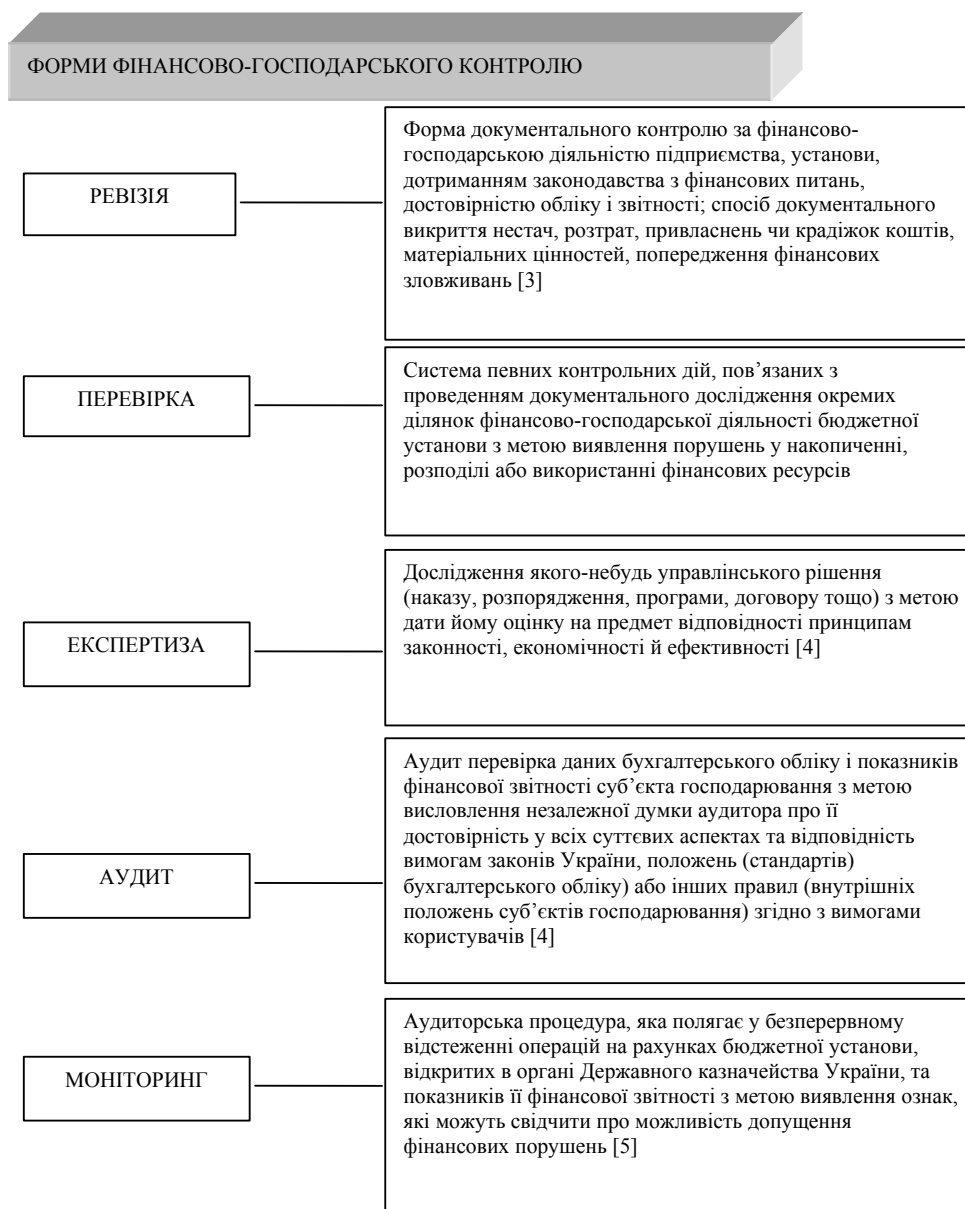 ФОРМИ ФІНАНСОВО-ГОСПОДАРСЬКОГО КОНТРОЛЮ
РЕВІЗІЯ
Форма документального контролю за фінансово-
господарською діяльністю підприємства, установи,
дотриманням законодавства з фінансових питань,
достовірністю обліку і звітності; спосіб документального
викриття нестач, розтрат, привласнень чи крадіжок коштів,
матеріальних цінностей, попередження фінансових
зловживань [3]
ПЕРЕВІРКА
Система певних контрольних дій, пов’язаних з
проведенням документального дослідження окремих
ділянок фінансово-господарської діяльності бюджетної
установи з метою виявлення порушень у накопиченні,
розподілі або використанні фінансових ресурсів
ЕКСПЕРТИЗА
Дослідження якого-небудь управлінського рішення
(наказу, розпорядження, програми, договору тощо) з метою
дати йому оцінку на предмет відповідності принципам
законності, економічності й ефективності [4]
АУДИТ
Аудит перевірка даних бухгалтерського обліку і показників
фінансової звітності суб’єкта господарювання з метою
висловлення незалежної думки аудитора про її
достовірність у всіх суттєвих аспектах та відповідність
вимогам законів України, положень (стандартів)
бухгалтерського обліку) або інших правил (внутрішніх
положень суб’єктів господарювання) згідно з вимогами
користувачів [4]
МОНІТОРИНГ
Аудиторська процедура, яка полягає у безперервному
відстеженні операцій на рахунках бюджетної установи,
відкритих в органі Державного казначейства України, та
показників її фінансової звітності з метою виявлення ознак,
які можуть свідчити про можливість допущення
фінансових порушень [5]